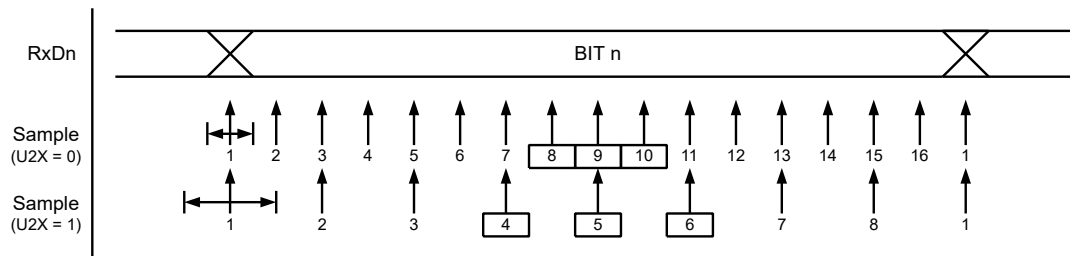 RxDn BIT n
Sample
(U2X = 0) 1 2 3 4 5 6 7 8 9 10 11 12 13 14 15 16 1
Sample
(U2X = 1) 1 2 3 4 5 6 7 8 1